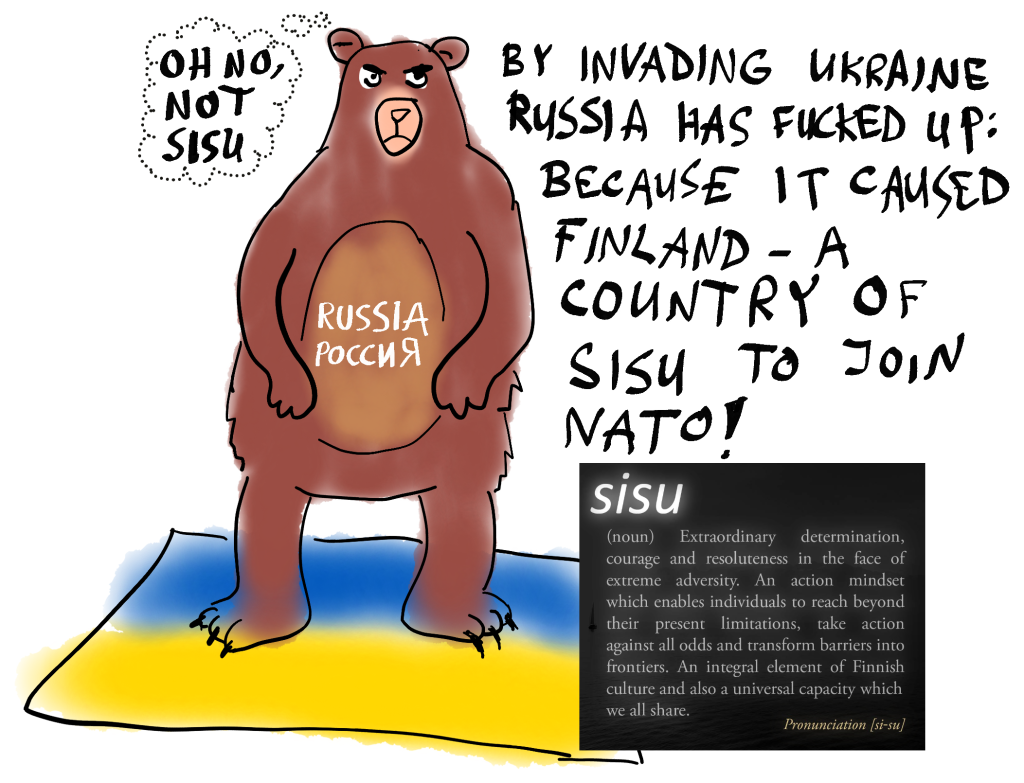 OH NO,
NOT
SISU
BY INVADING UKRAINE
RUSSIA HAS FUCKED UP:
BECAUSE IT CAUSED
FINLAND - A
COUNTRY OF
SISU TO JOIN
NATO!
RUSSIA
РОССИЯ
sisu
(noun) Extraordinary determination,
courage and resoluteness in the face of
extreme adversity. An action mindset
which enables individuals to reach beyond
their present limitations, take action
against all odds and transform barriers into
frontiers. An integral element of Finnish
culture and also a universal capacity which
we all share.
Pronunciation [si-su]